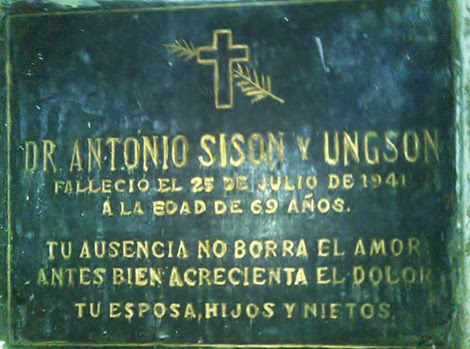 DR ANTONIO SISON Y UNGSON
FALLECIO EL 25 DE JULIO DE 1941
A LA EDAD DE 69 AÑOS.
TU AUSENCIA NO BORRA EL AMOR
ANTES BIEN ACRECIENTA EL DOLOR
TU ESPOSA, HIJOS Y NIETOS.